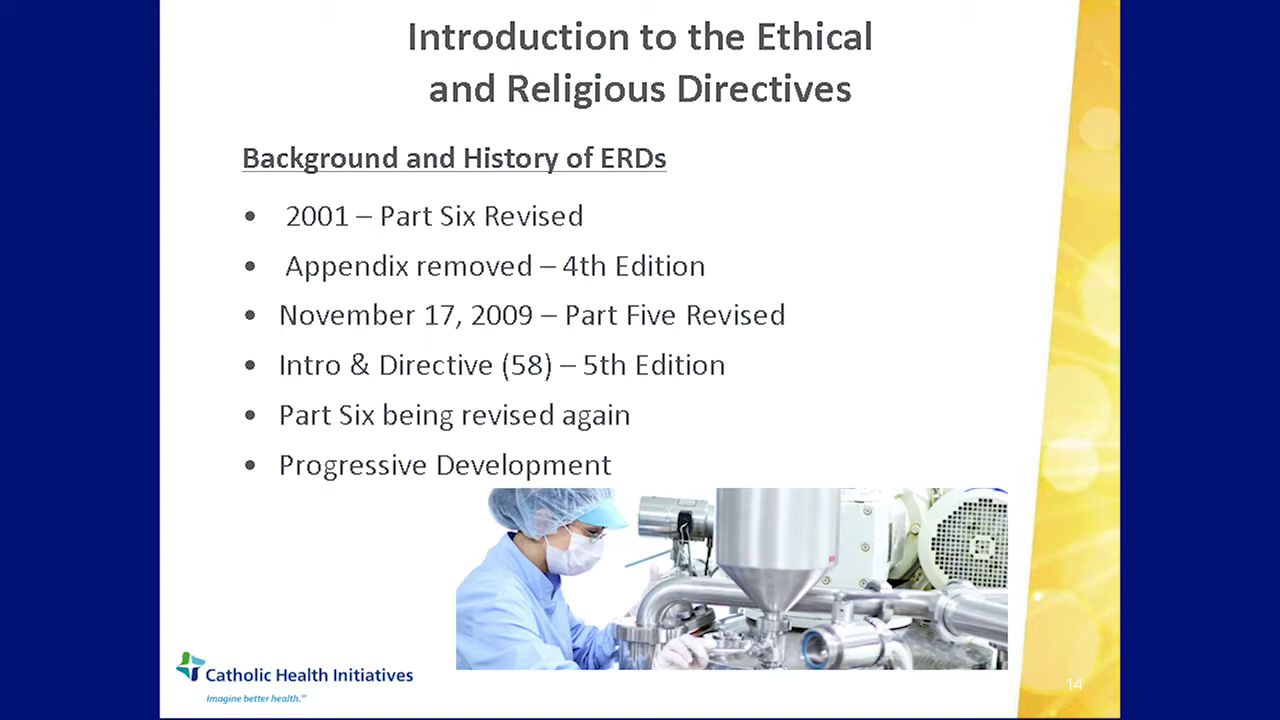 Introduction to the Ethical
and Religious Directives
Background and History of ERDs
• 2001 – Part Six Revised
• Appendix removed – 4th Edition
• November 17, 2009 – Part Five Revised
• Intro & Directive (58) – 5th Edition
• Part Six being revised again
• Progressive Development
Catholic Health Initiatives
Imagine better health.℠
14